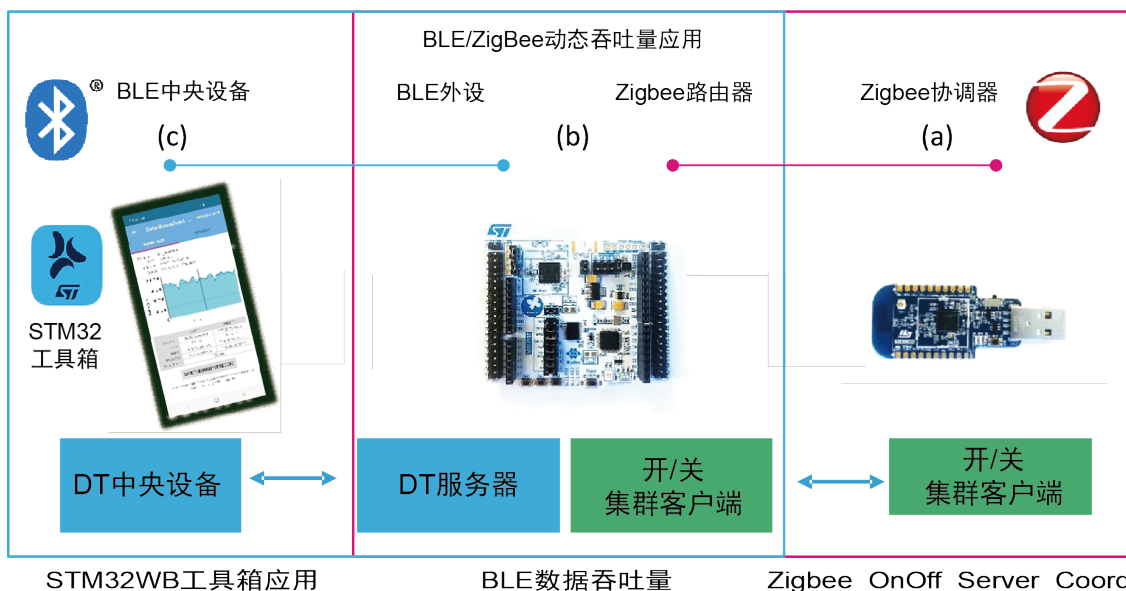 BLE/ZigBee动态吞吐量应用
® BLE中央设备
BLE外设
Zigbee路由器
Zigbee协调器
(c)
(b)
(a)
STM32
工具箱
DT中央设备
DT服务器
开/关
集群客户端
开/关
集群客户端
STM32WB工具箱应用
BLE数据吞吐量
Zigbee OnOff Server Coord